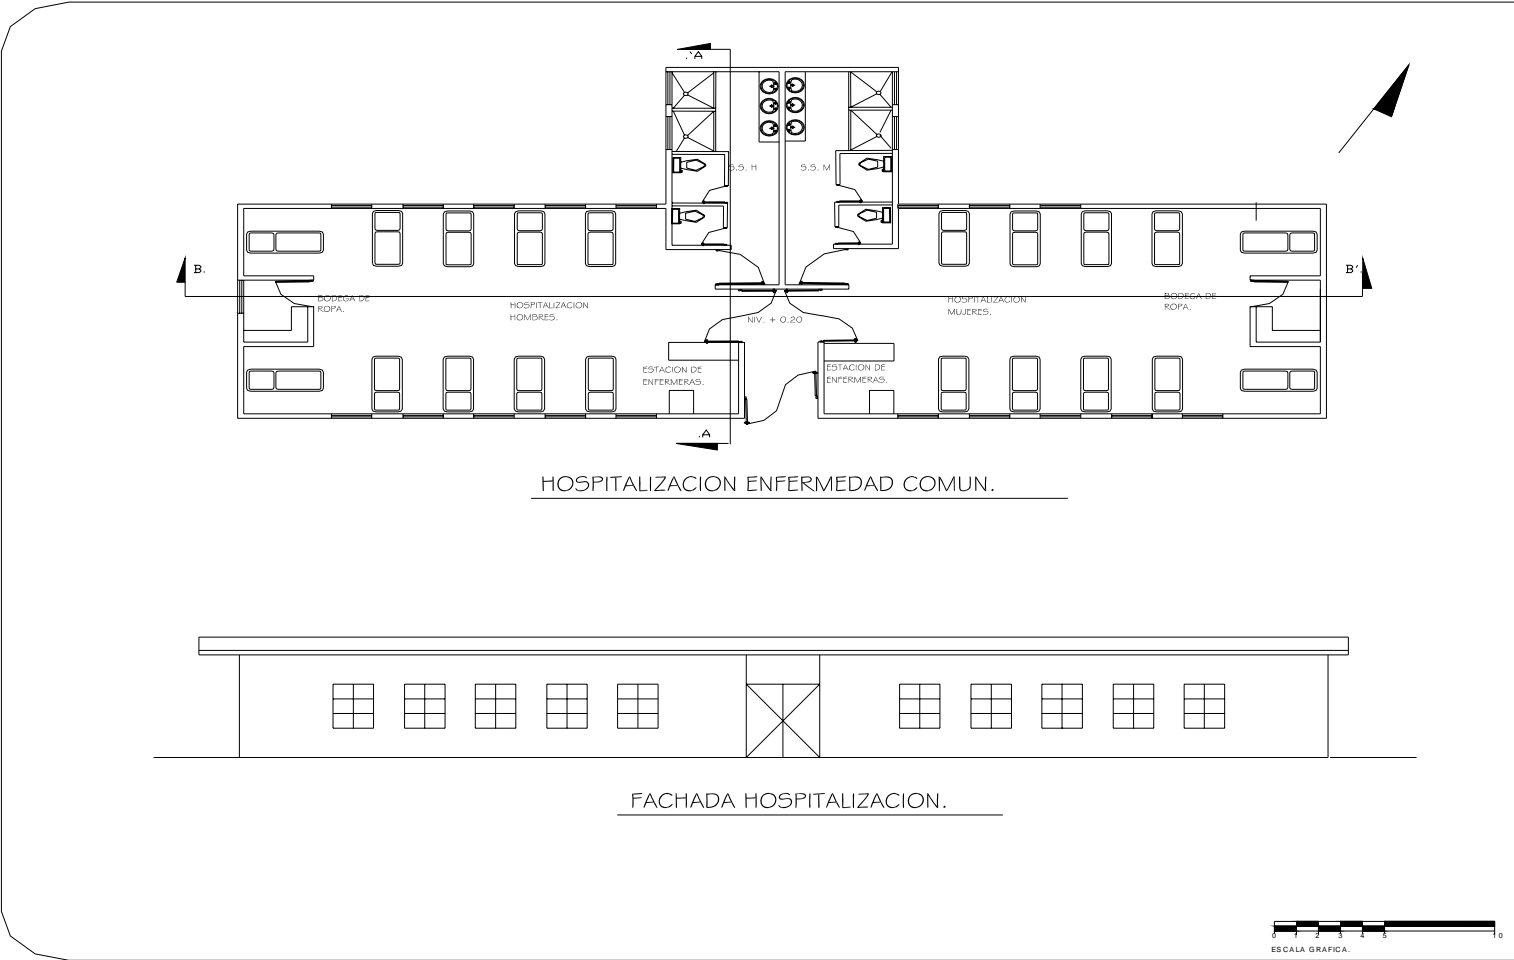 .'A
S.S. H
S.S. M
B.
B'.
BODEGA DE
ROPA.
HOSPITALIZACION
HOMBRES.
NIV. + 0.20
HOSPITALIZACION
MUJERES.
BODEGA DE
ROPA.
ESTACION DE
ENFERMERAS.
ESTACION DE
ENFERMERAS.
.A
HOSPITALIZACION ENFERMEDAD COMUN.
FACHADA HOSPITALIZACION.
0 1 2 3 4 5 10
ESCALA GRAFICA.